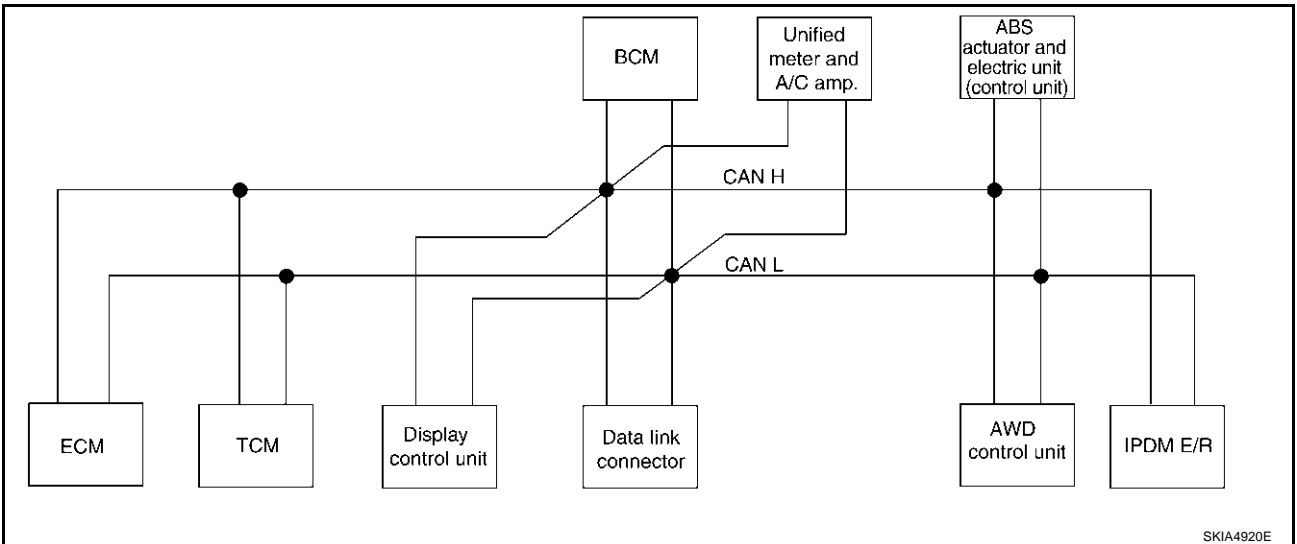 BCM
Unified
meter and
A/C amp.
ABS
actuator and
electric unit
(control unit)
CAN H
CAN L
ECM
TCM
Display
control unit
Data link
connector
AWD
control unit
IPDM E/R
SKIA4920E